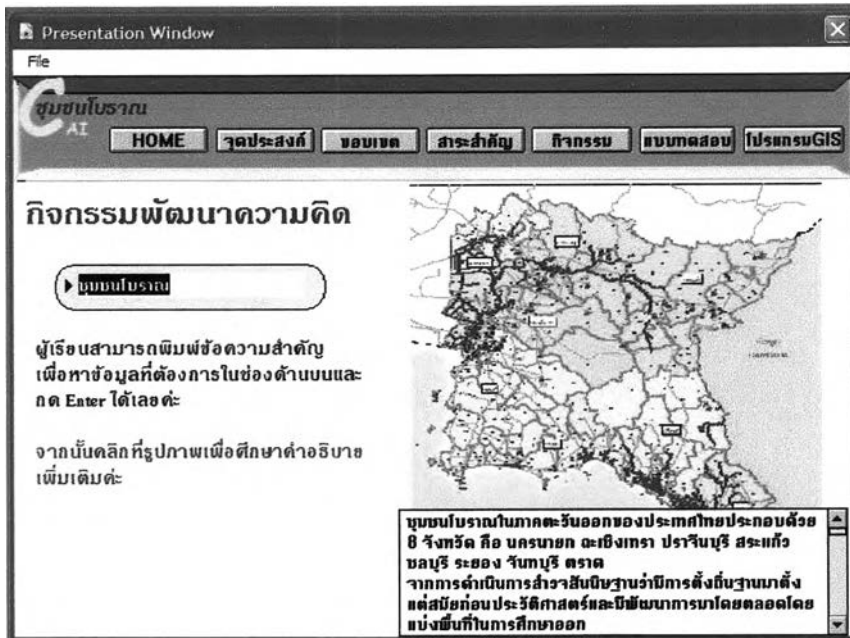 Presentation Window
File
ชุมชนโบราณ
CAI
HOME จุดประสงค์ ขอบเขต สาระสำคัญ กิจกรรม แบบทดสอบ โปรแกรมGIS
กิจกรรมพัฒนาความคิด
ชุมชนโบราณ
ผู้เรียนสามารถพิมพ์ข้อความสำคัญ
เพื่อหาข้อมูลที่ต้องการในช่องด้านบนและ
กด Enter ได้เลยค่ะ
จากนั้นคลิกที่รูปภาพเพื่อศึกษาคำอธิบาย
เพิ่มเติมค่ะ
ชุมชนโบราณในภาคตะวันออกของประเทศไทยประกอบด้วย
8 จังหวัด คือ นครนายก ฉะเชิงเทรา ปราจีนบุรี สระแก้ว
ชลบุรี ระยอง จันทบุรี ตราด
จากการดำเนินการสำรวจสันนิษฐานว่ามีการตั้งถิ่นฐานมาตั้ง
แต่สมัยก่อนประวัติศาสตร์และมีพัฒนาการมาโดยตลอดโดย
แบ่งพื้นที่ในการศึกษาออก